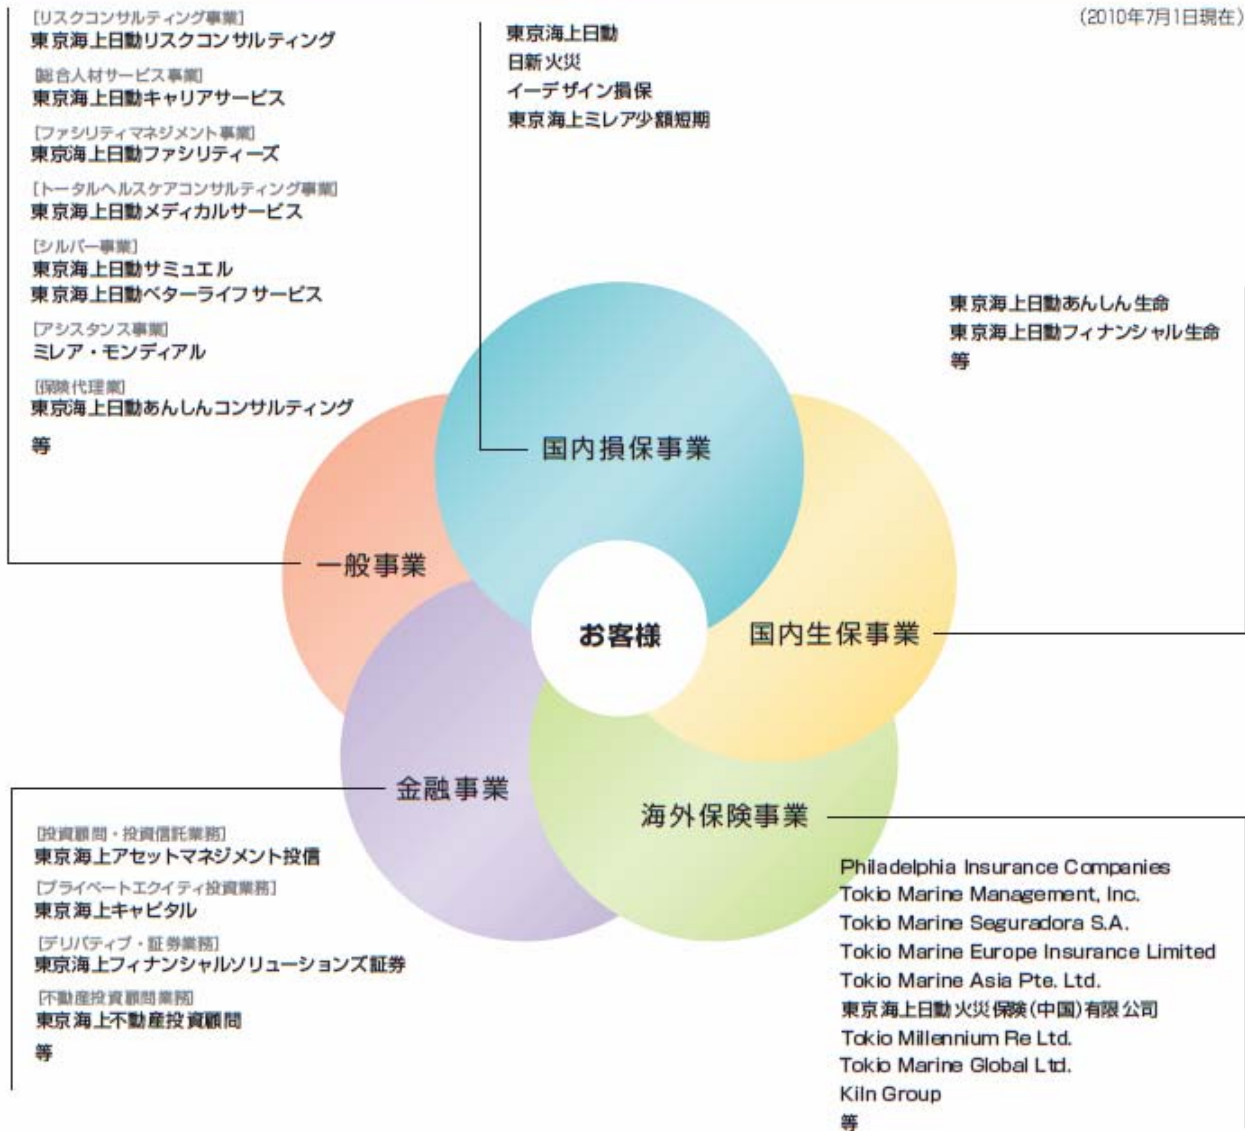 (2010年7月1日現在)
[リスクコンサルティング事業]
東京海上日動リスクコンサルティング
[総合人材サービス事業]
東京海上日動キャリアサービス
[ファシリティマネジメント事業]
東京海上日動ファシリティーズ
[トータルヘルスケアコンサルティング事業]
東京海上日動メディカルサービス
[シルバー事業]
東京海上日動サミュエル
東京海上日動ベターライフサービス
[アシスタンス事業]
ミレア・モンディアル
[保険代理業]
東京海上日動あんしんコンサルティング
等
東京海上日動
日新火災
イーデザイン損保
東京海上ミレア少額短期
東京海上日動あんしん生命
東京海上日動フィナンシャル生命
等
国内損保事業
一般事業
お客様
国内生保事業
金融事業
海外保険事業
[投資顧問・投資信託業務]
東京海上アセットマネジメント投信
[プライベートエクイティ投資業務]
東京海上キャピタル
[デリバティブ・証券業務]
東京海上フィナンシャルソリューションズ証券
[不動産投資顧問業務]
東京海上不動産投資顧問
等
Philadelphia Insurance Companies
Tokio Marine Management, Inc.
Tokio Marine Seguradora S.A.
Tokio Marine Europe Insurance Limited
Tokio Marine Asia Pte. Ltd.
東京海上日動火災保険(中国)有限公司
Tokio Millennium Re Ltd.
Tokio Marine Global Ltd.
Kiln Group
等